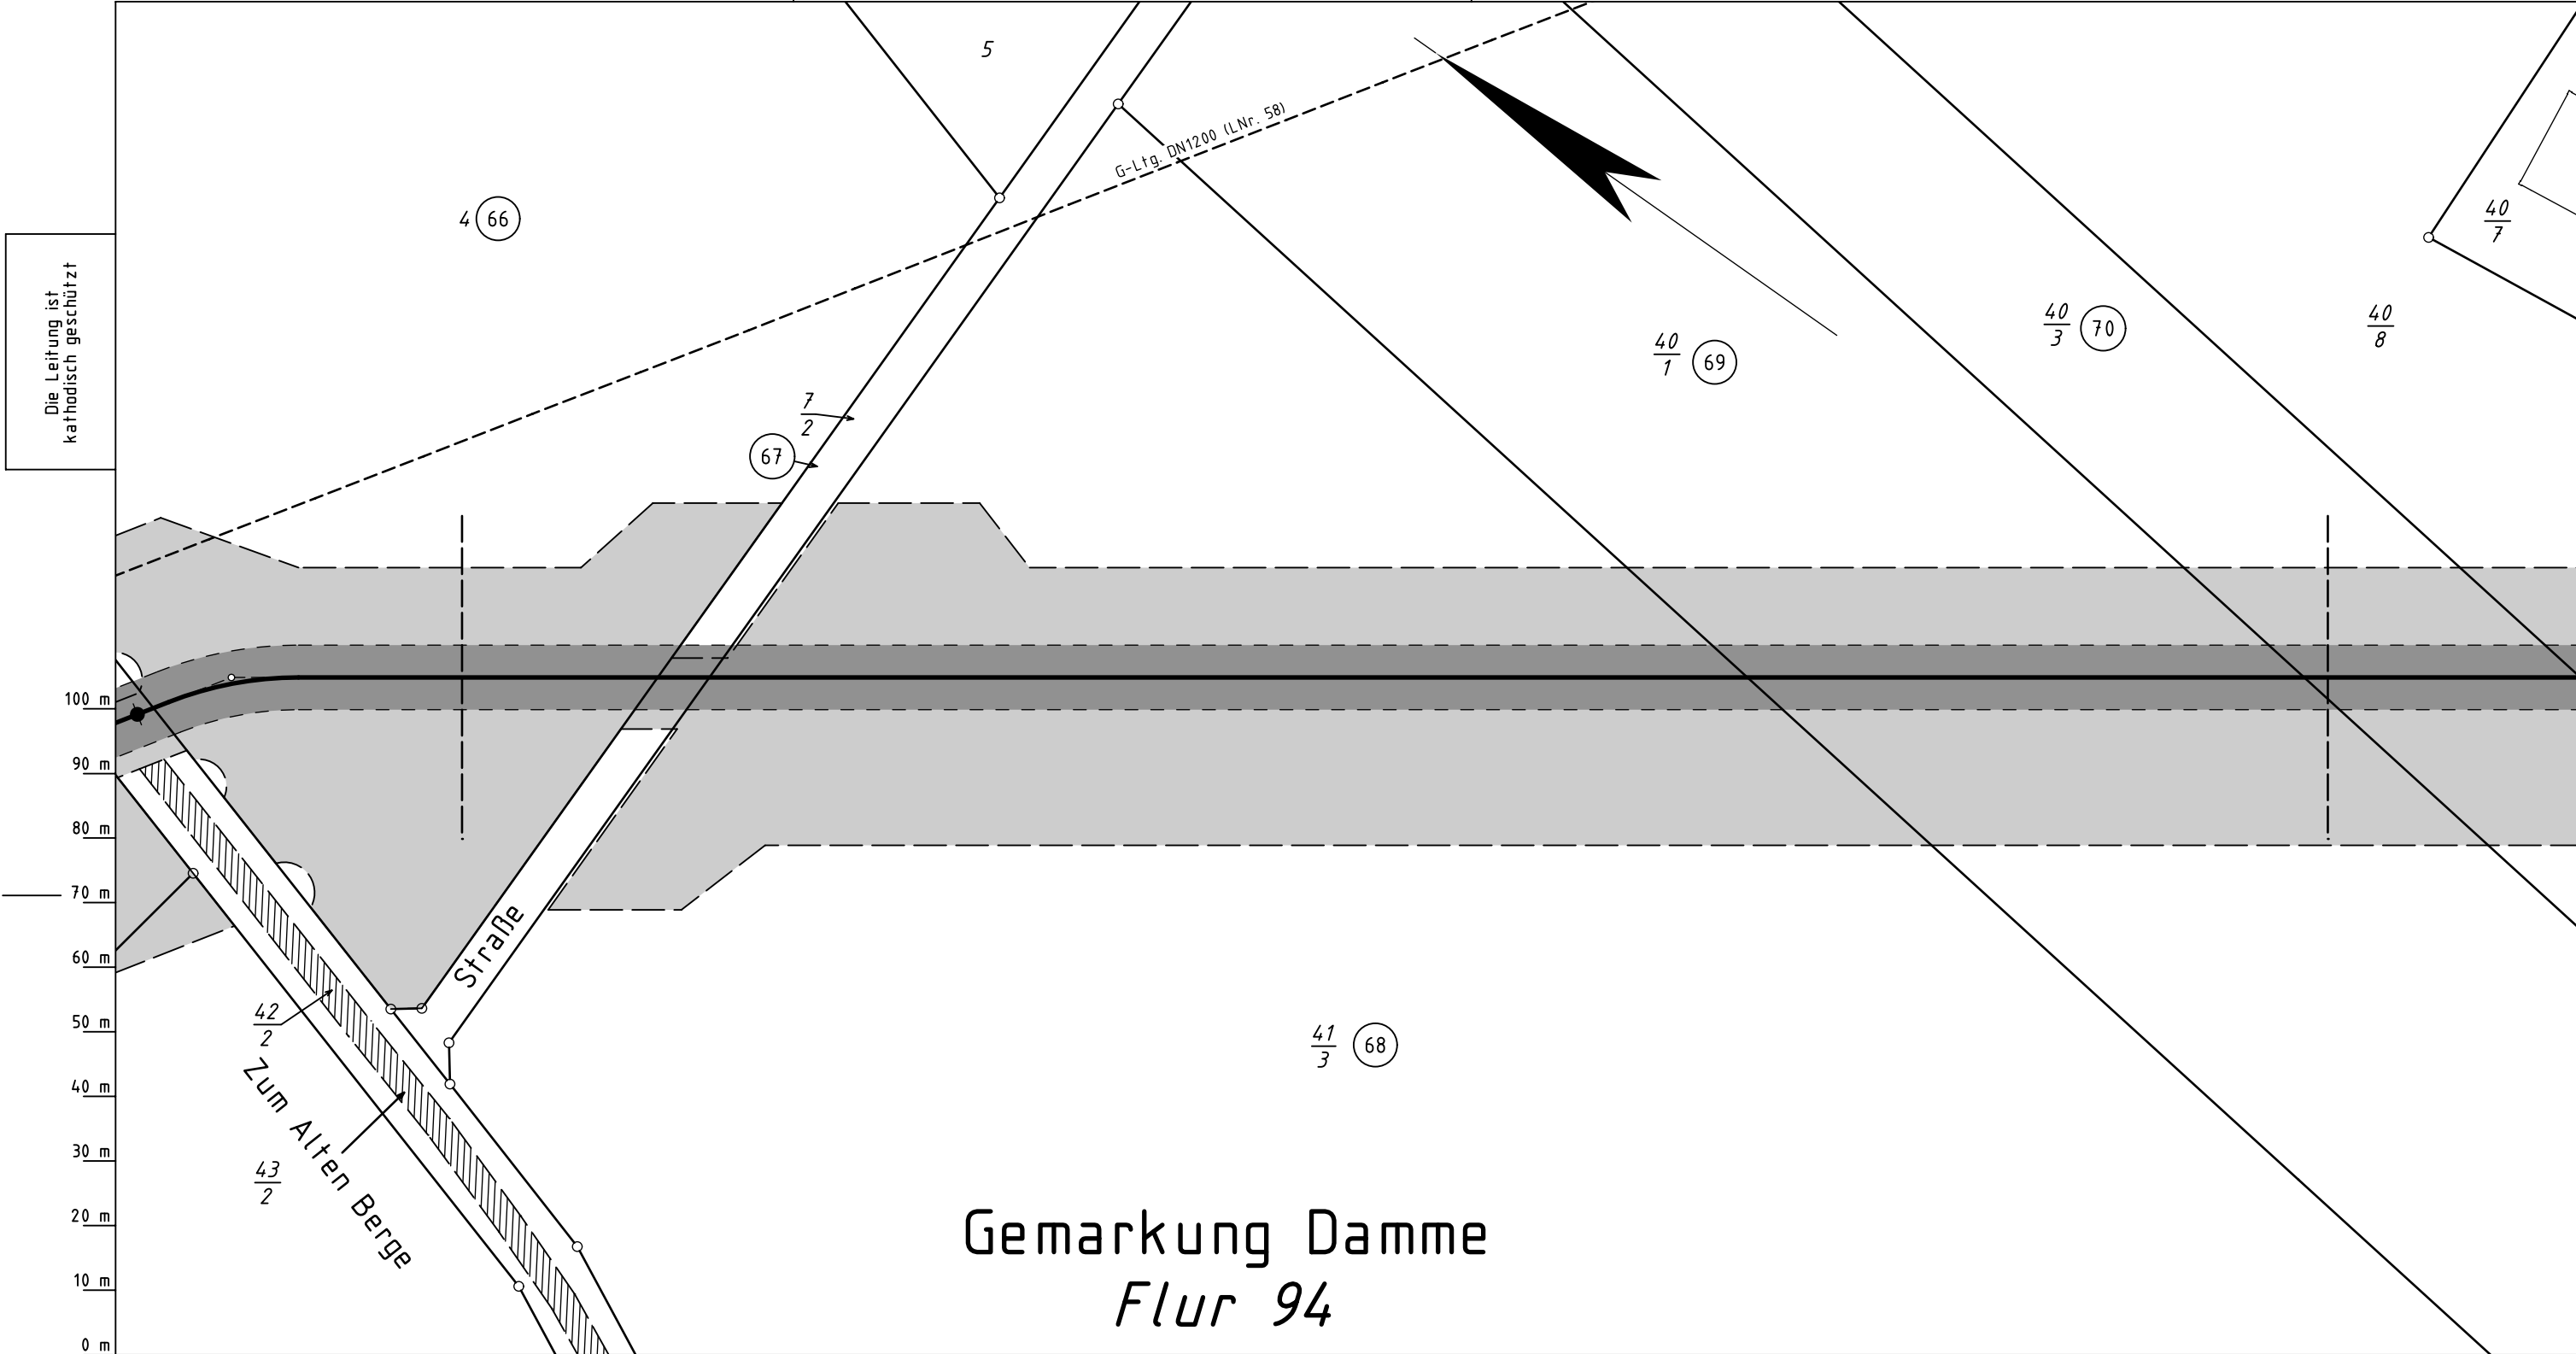 5
G-Ltg. DN1200 (LNr. 58)
4 66
40
7
Die Leitung ist
kathodisch geschützt
40
1 69
40
3 70
40
8
7
2
67
100 m
90 m
80 m
70 m
60 m
50 m
40 m
30 m
20 m
10 m
0 m
Straße
42
2
41
3 68
Zum Alten Berge
43
2
Gemarkung Damme
Flur 94